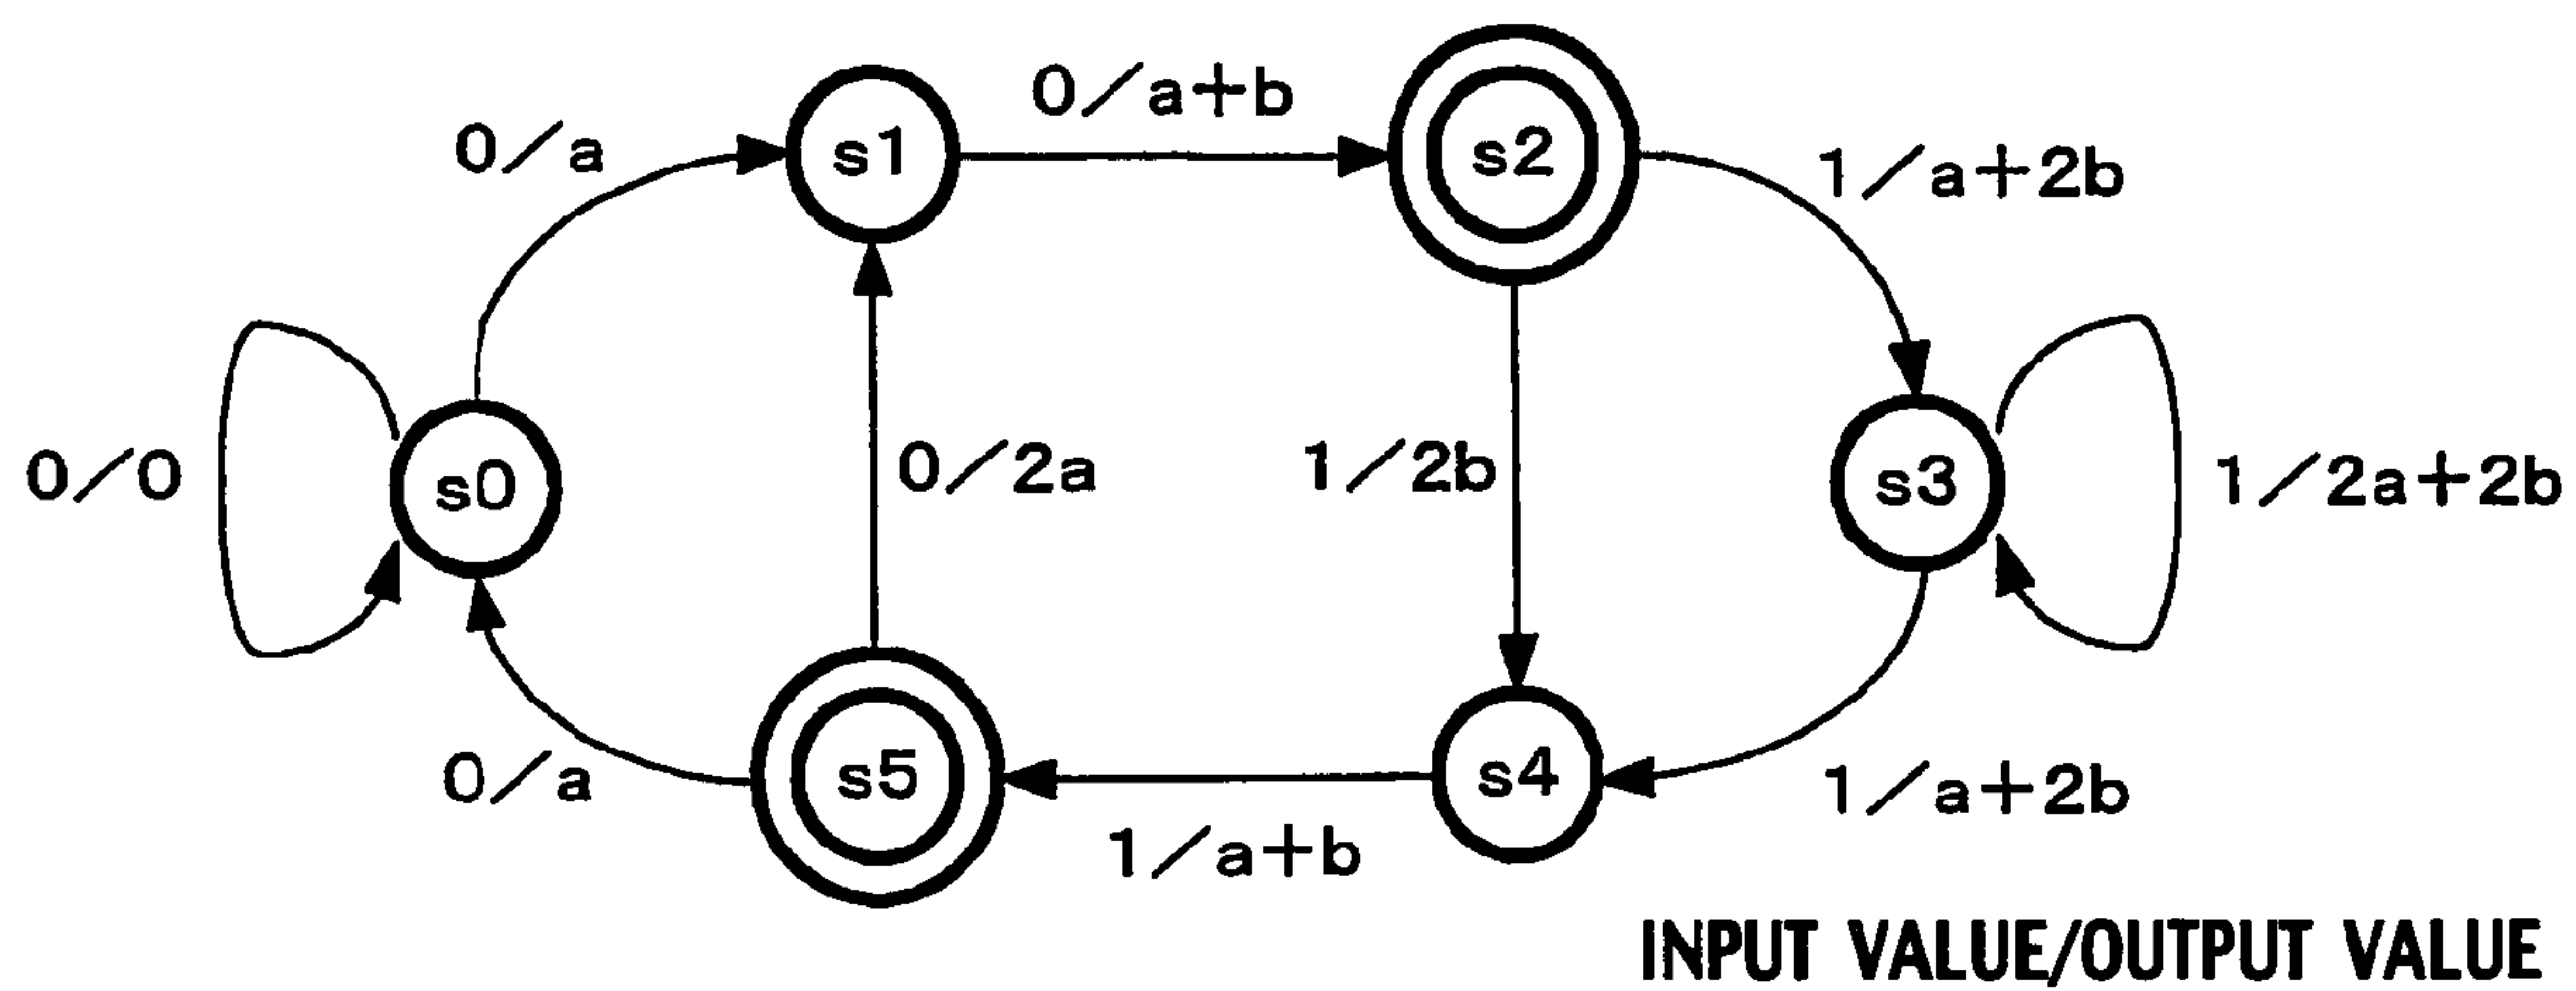 0/a
s1
0/a+b
s2
1/a+2b
0/0
s0
0/2a
1/2b
s3
1/2a+2b
0/a
s5
1/a+b
s4
1/a+2b
INPUT VALUE/OUTPUT VALUE